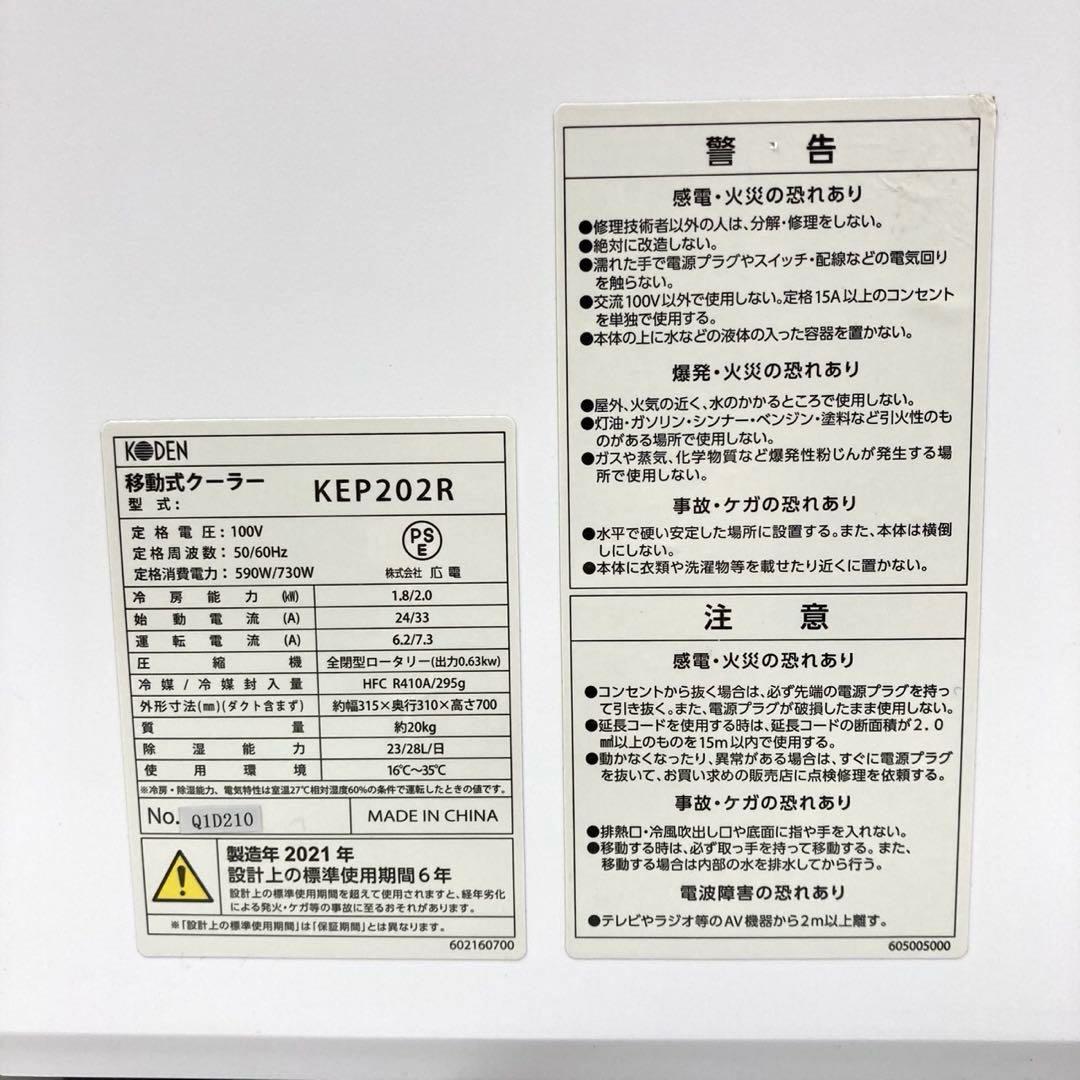 KODEN
移動式クーラー
型式: KEP202R
定格電圧:100V
定格周波数:50/60Hz
定格消費電力:590W/730W
PSE
株式会社 広電
冷房能力(kW) 1.8/2.0
始動電流(A) 24/33
運転電流(A) 6.2/7.3
圧縮機 全閉型ロータリー(出力0.63kw)
冷媒/冷媒封入量 HFC R410A/295g
外形寸法(mm)(ダクト含まず) 約幅315×奥行310×高さ700
質量 約20kg
除湿能力 23/28L/日
使用環境 16℃〜35℃
※冷房・除湿能力、電気特性は室温27℃相対湿度60%の条件で運転したときの値です。
No. Q1D210 MADE IN CHINA
製造年 2021年
設計上の標準使用期間6年
設計上の標準使用期間を超えて使用されますと、経年劣化
による発火・ケガ等の事故に至るおそれがあります。
※「設計上の標準使用期間」は「保証期間」とは異なります。
602160700
警告
感電・火災の恐れあり
●修理技術者以外の人は、分解・修理をしない。
●絶対に改造しない。
●濡れた手で電源プラグやスイッチ・配線などの電気回り
を触らない。
●交流100V以外で使用しない。定格15A以上のコンセント
を単独で使用する。
●本体の上に水などの液体の入った容器を置かない。
爆発・火災の恐れあり
●屋外、火気の近く、水のかかるところで使用しない。
●灯油・ガソリン・シンナー・ベンジン・塗料など引火性のも
のがある場所で使用しない。
●ガスや蒸気、化学物質など爆発性粉じんが発生する場
所で使用しない。
事故・ケガの恐れあり
●水平で硬い安定した場所に設置する。また、本体は横倒
しにしない。
●本体に衣類や洗濯物等を載せたり近くに置かない。
注意
感電・火災の恐れあり
●コンセントから抜く場合は、必ず先端の電源プラグを持っ
て引き抜く。また、電源プラグが破損したまま使用しない。
●延長コードを使用する時は、延長コードの断面積が2.0
㎟以上のものを15m以内で使用する。
●動かなくなったり、異常がある場合は、すぐに電源プラグ
を抜いて、お買い求めの販売店に点検修理を依頼する。
事故・ケガの恐れあり
●排熱口・冷風吹出し口や底面に指や手を入れない。
●移動する時は、必ず取っ手を持って移動する。また、
移動する場合は内部の水を排水してから行う。
電波障害の恐れあり
●テレビやラジオ等のAV機器から2m以上離す。
605005000